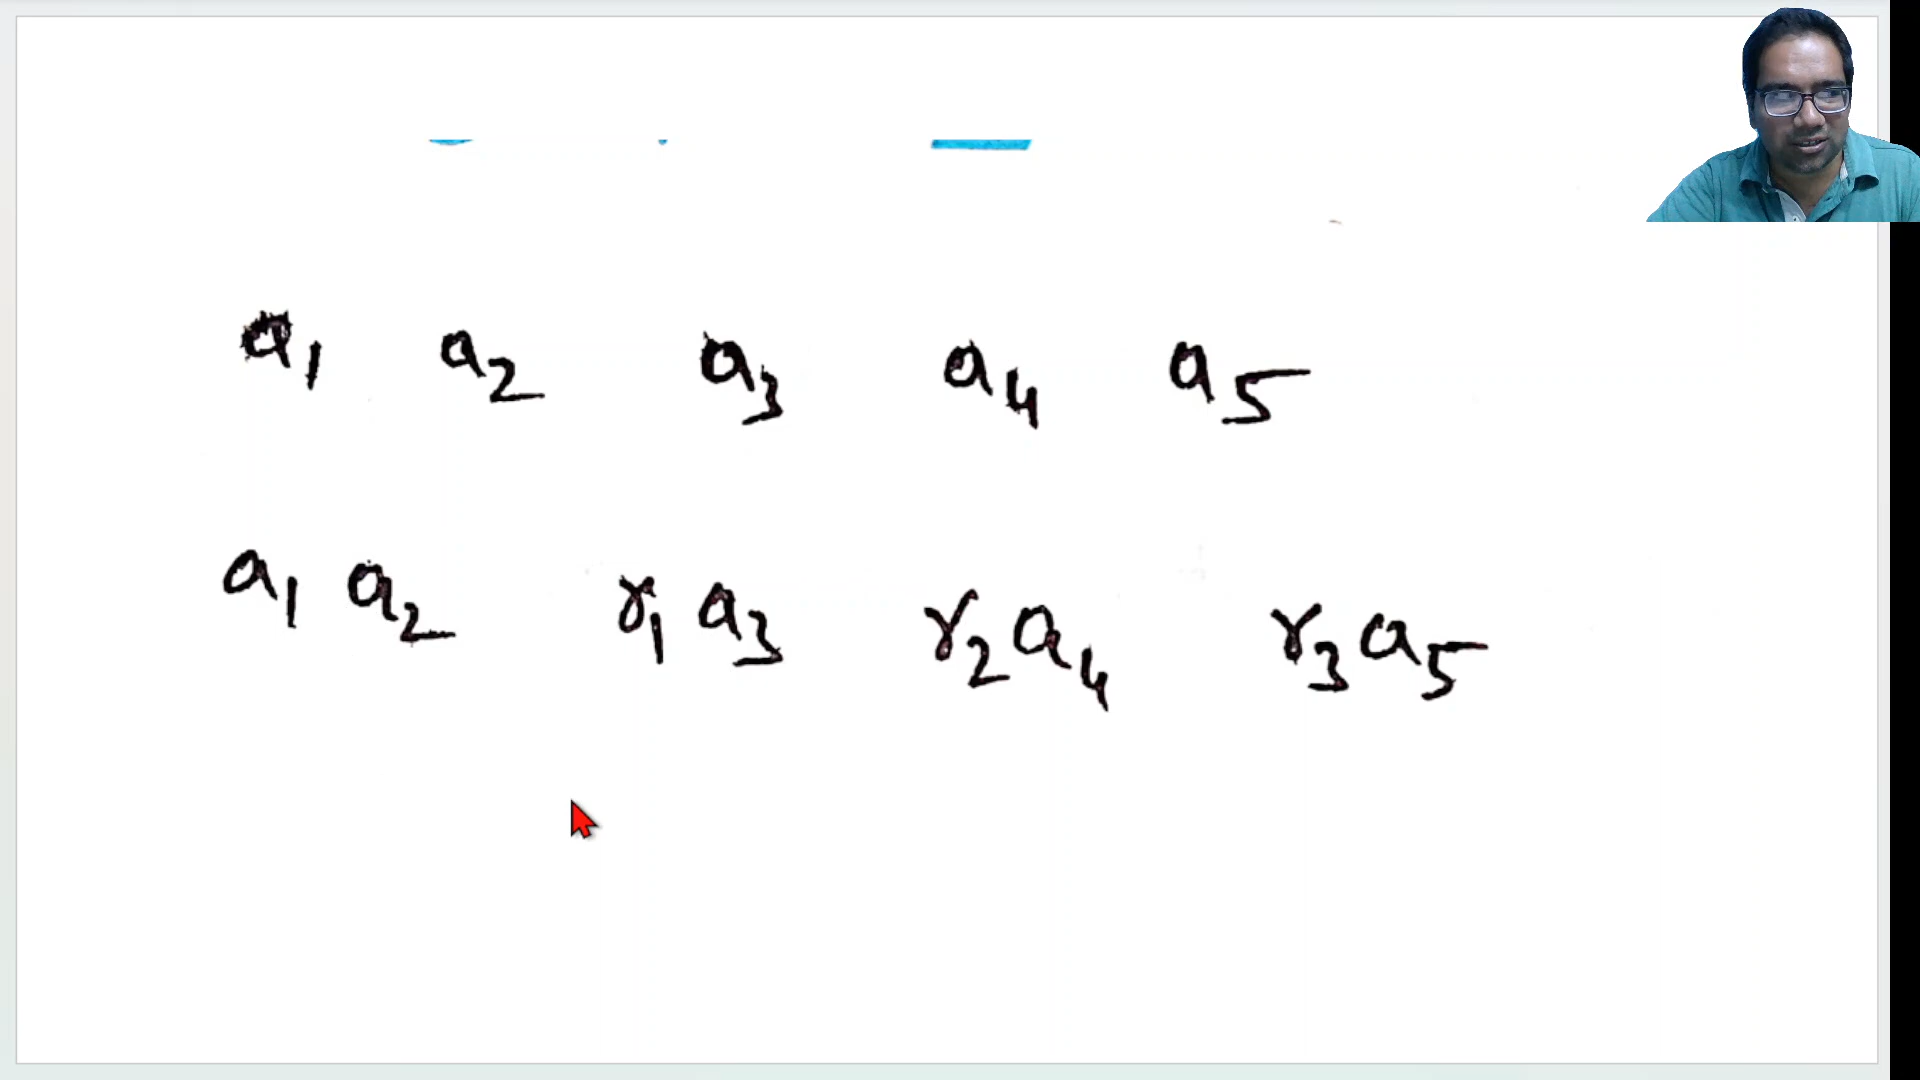 a₁ a₂ a₃ a₄ a₅
a₁ a₂ r₁ a₃ r₂ a₄ r₃ a₅